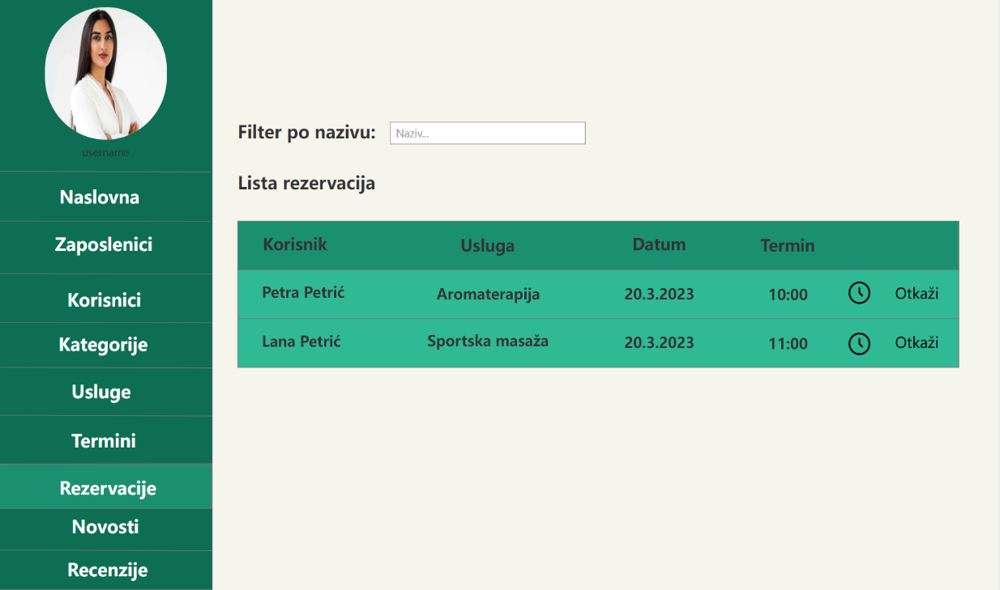 username
Naslovna
Zaposlenici
Korisnici
Kategorije
Usluge
Termini
Rezervacije
Novosti
Recenzije
Filter po nazivu: Naziv...
Lista rezervacija
Korisnik Usluga Datum Termin
Petra Petrić Aromaterapija 20.3.2023 10:00 Otkaži
Lana Petrić Sportska masaža 20.3.2023 11:00 Otkaži